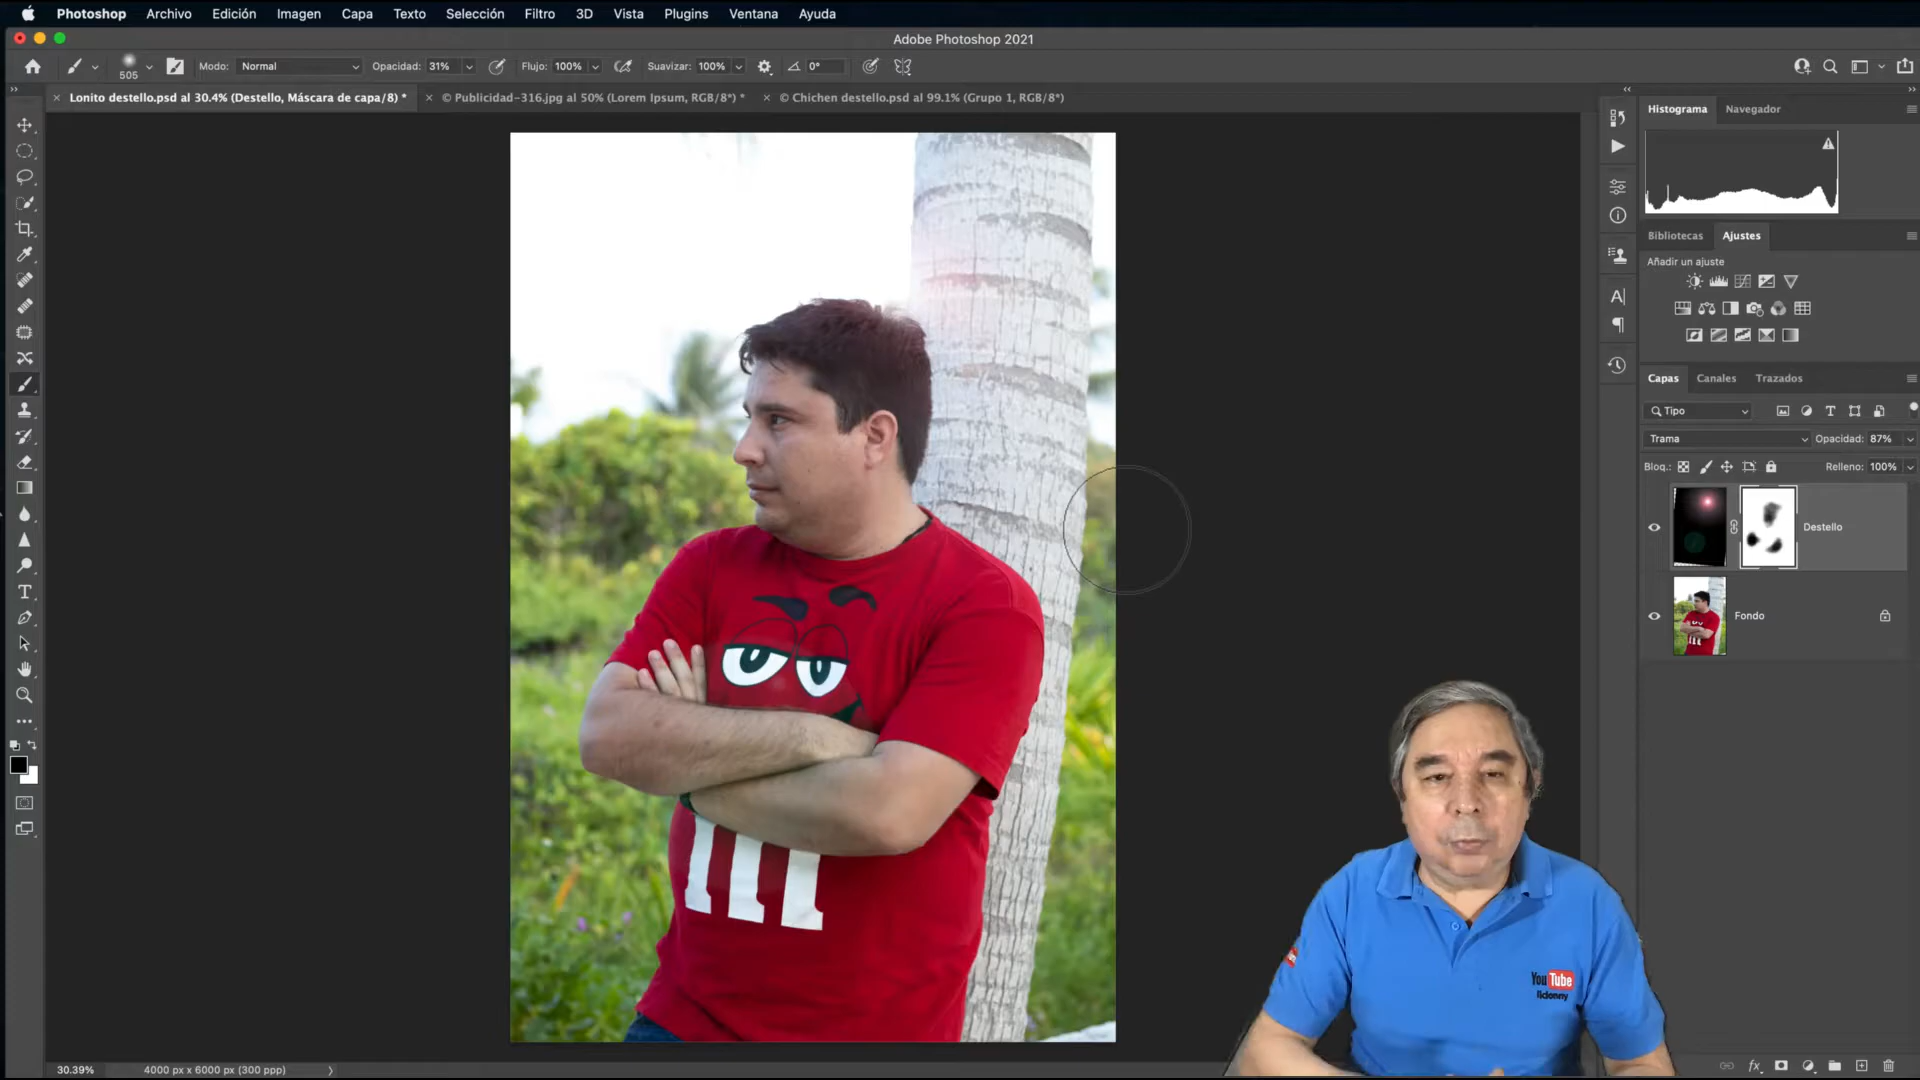 Photoshop Archivo Edición Imagen Capa Texto Selección Filtro 3D Vista Plugins Ventana Ayuda
Adobe Photoshop 2021
505 Modo: Normal Opacidad: 31% Flujo: 100% Suavizar: 100% 0°
Lonito destello.psd al 30.4% (Destello, Máscara de capa/8) * © Publicidad-316.jpg al 50% (Lorem Ipsum, RGB/8*) * © Chichen destello.psd al 99.1% (Grupo 1, RGB/8*)
Histograma Navegador
Bibliotecas Ajustes
Añadir un ajuste
Capas Canales Trazados
Tipo
Trama Opacidad: 87%
Bloq.: Relleno: 100%
Destello
Fondo
YouTube
lldonny
30.39% 4000 px x 6000 px (300 ppp)